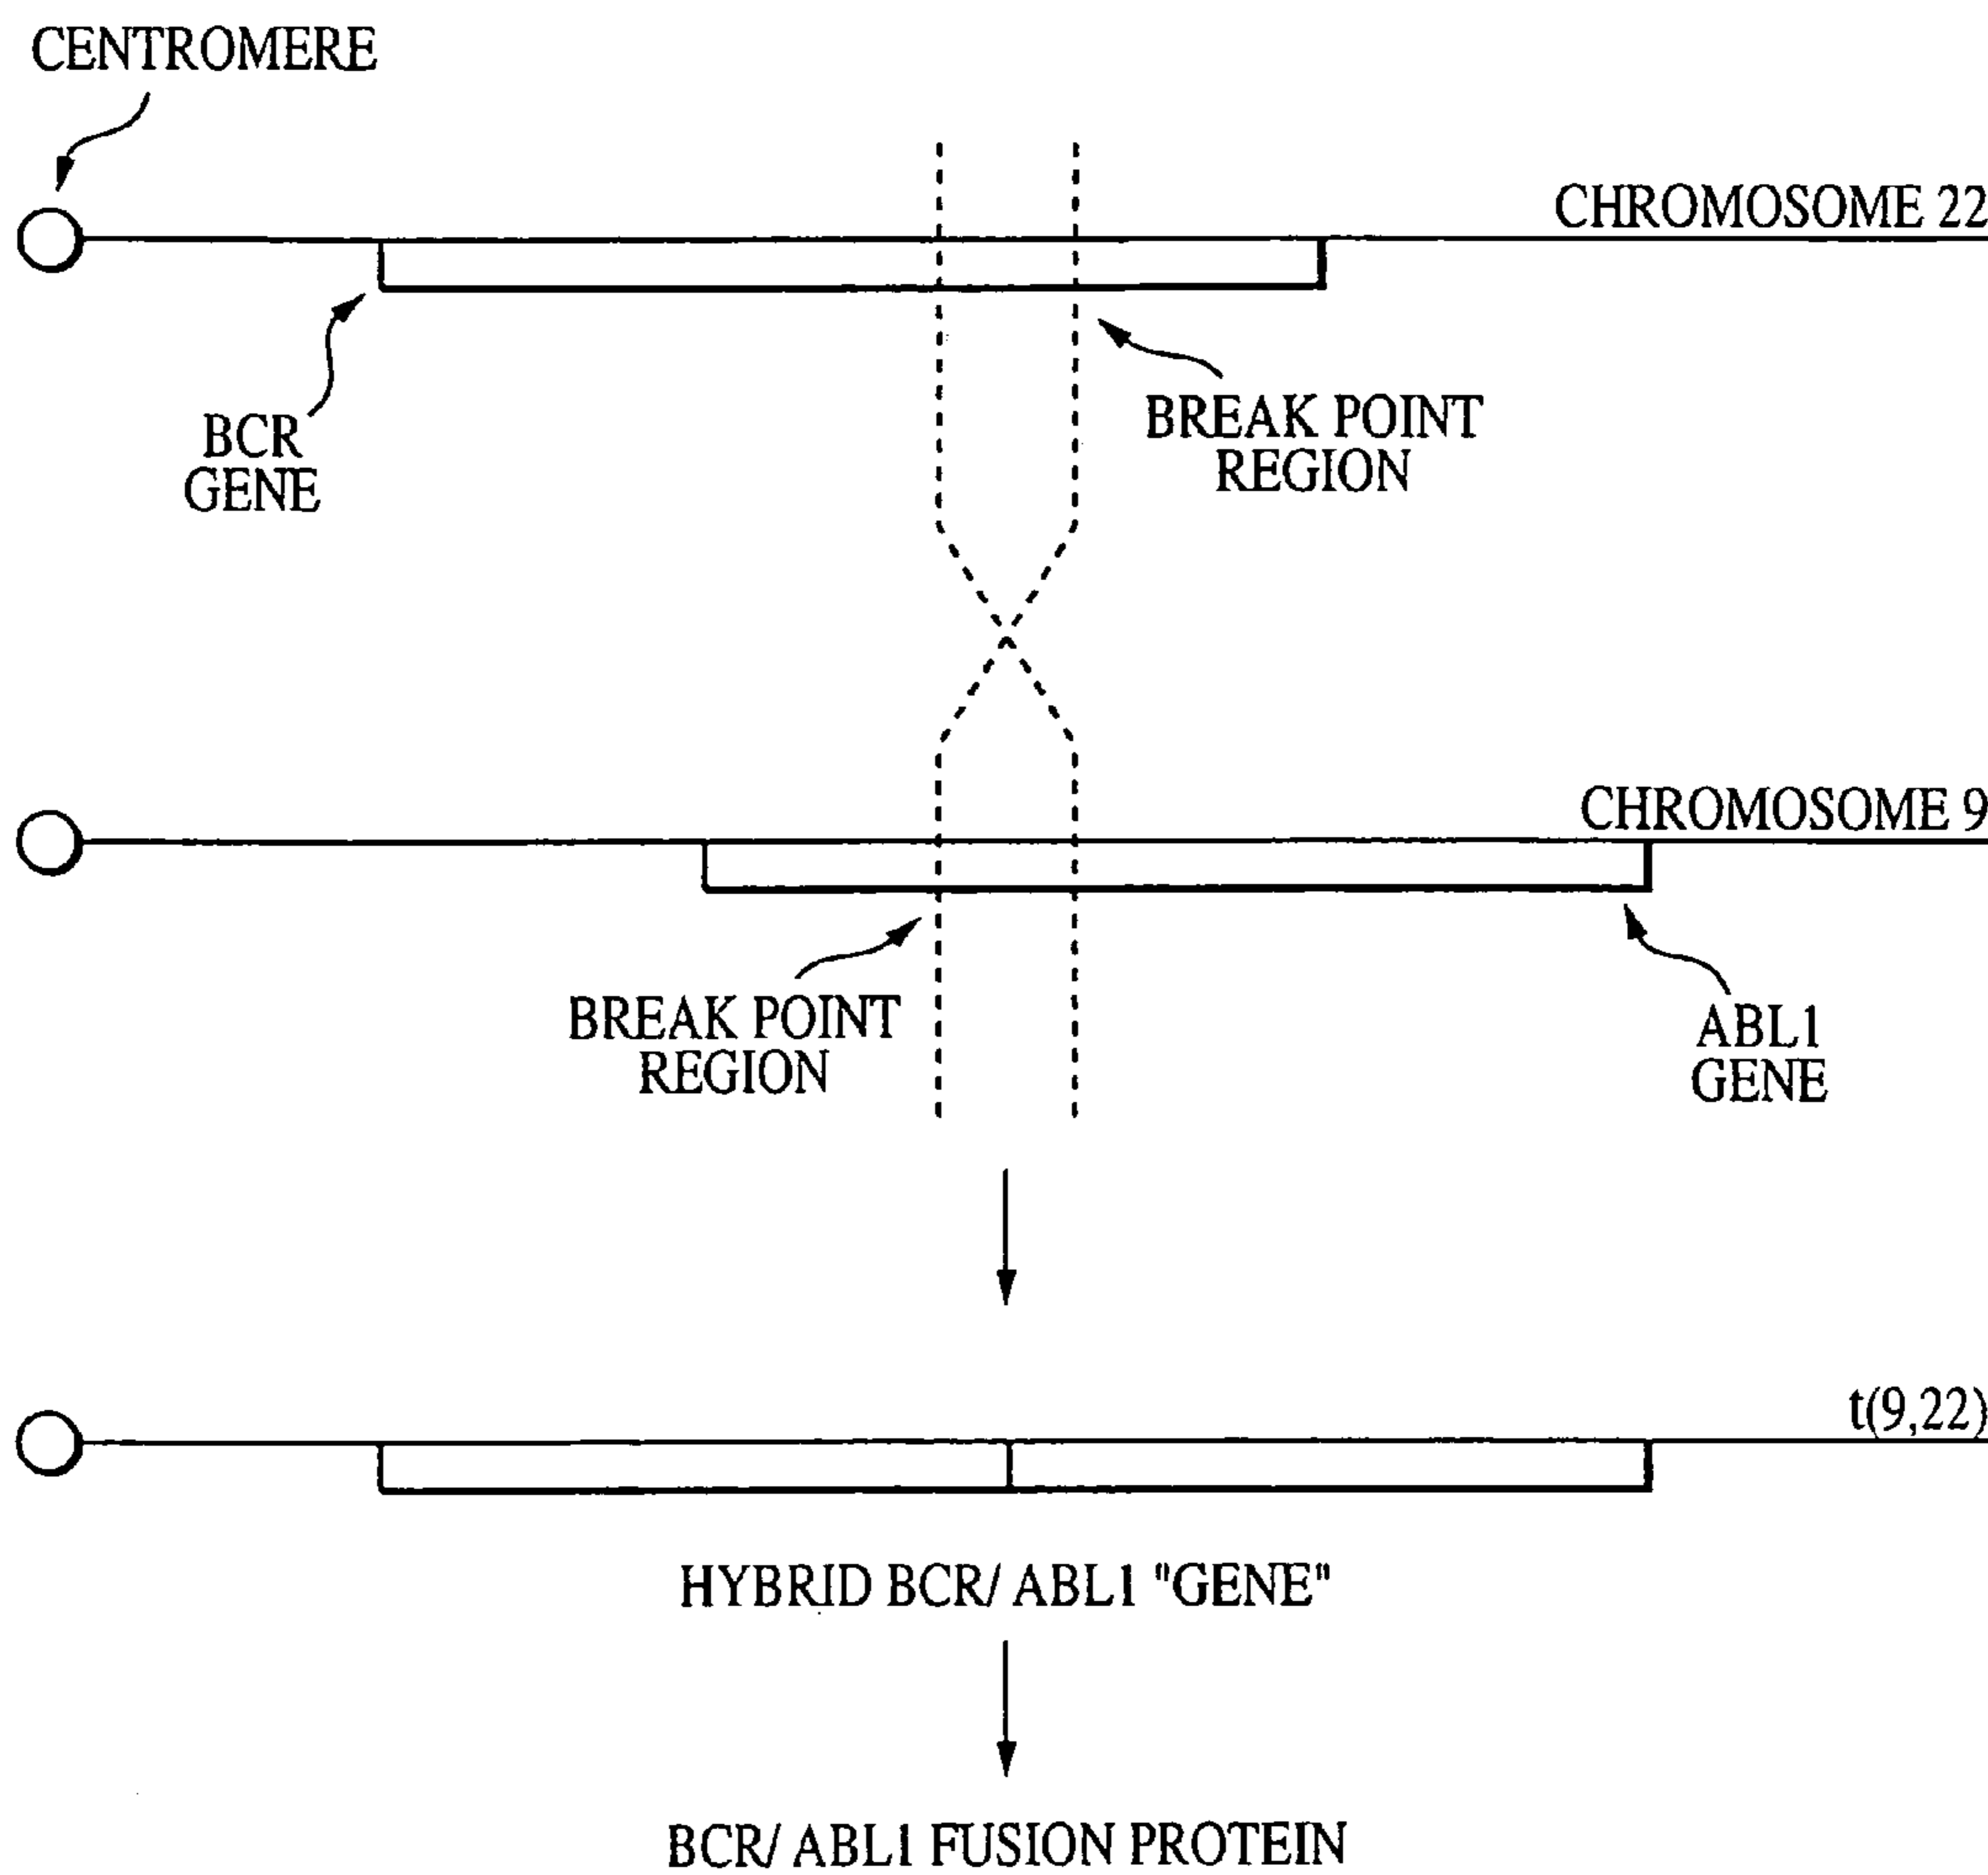 CENTROMERE
CHROMOSOME 22
BCR
GENE
BREAK POINT
REGION
CHROMOSOME 9
BREAK POINT
REGION
ABL1
GENE
t(9,22)
HYBRID BCR/ ABL1 "GENE"
BCR/ ABL1 FUSION PROTEIN